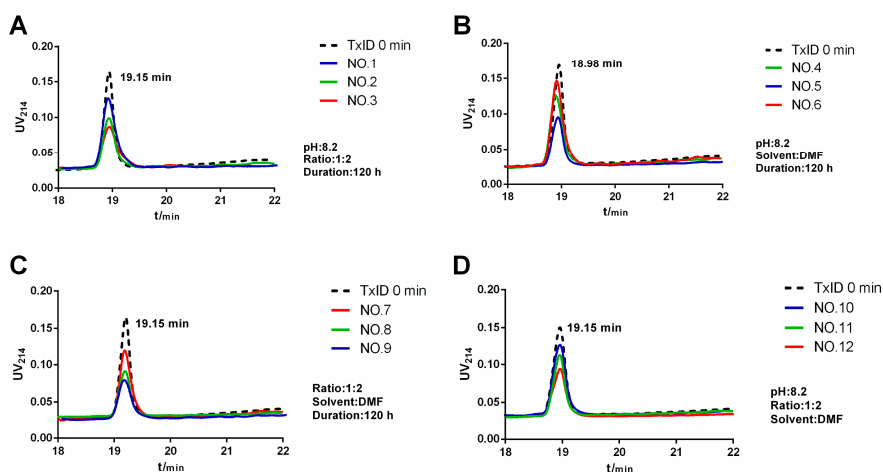 A
UV214
0.20
0.15
0.10
0.05
0.00
19.15 min
18
19
20
21
22
t/min
TxID 0 min
NO.1
NO.2
NO.3
pH:8.2
Ratio:1:2
Duration:120 h
B
UV214
0.20
0.15
0.10
0.05
0.00
18.98 min
18
19
20
21
22
t/min
TxID 0 min
NO.4
NO.5
NO.6
pH:8.2
Solvent:DMF
Duration:120 h
C
UV214
0.20
0.15
0.10
0.05
0.00
19.15 min
18
19
20
21
22
t/min
TxID 0 min
NO.7
NO.8
NO.9
Ratio:1:2
Solvent:DMF
Duration:120 h
D
UV214
0.20
0.15
0.10
0.05
0.00
19.15 min
18
19
20
21
22
t/min
TxID 0 min
NO.10
NO.11
NO.12
pH:8.2
Ratio:1:2
Solvent:DMF